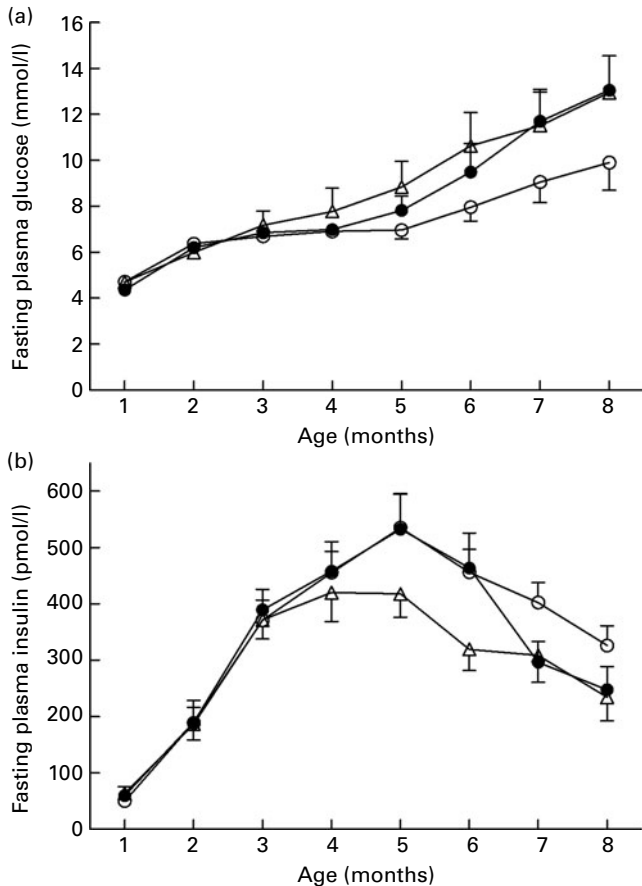 (a)
Fasting plasma glucose (mmol/l)
16
14
12
10
8
6
4
2
0
1 2 3 4 5 6 7 8
Age (months)
(b)
Fasting plasma insulin (pmol/l)
600
500
400
300
200
100
0
1 2 3 4 5 6 7 8
Age (months)